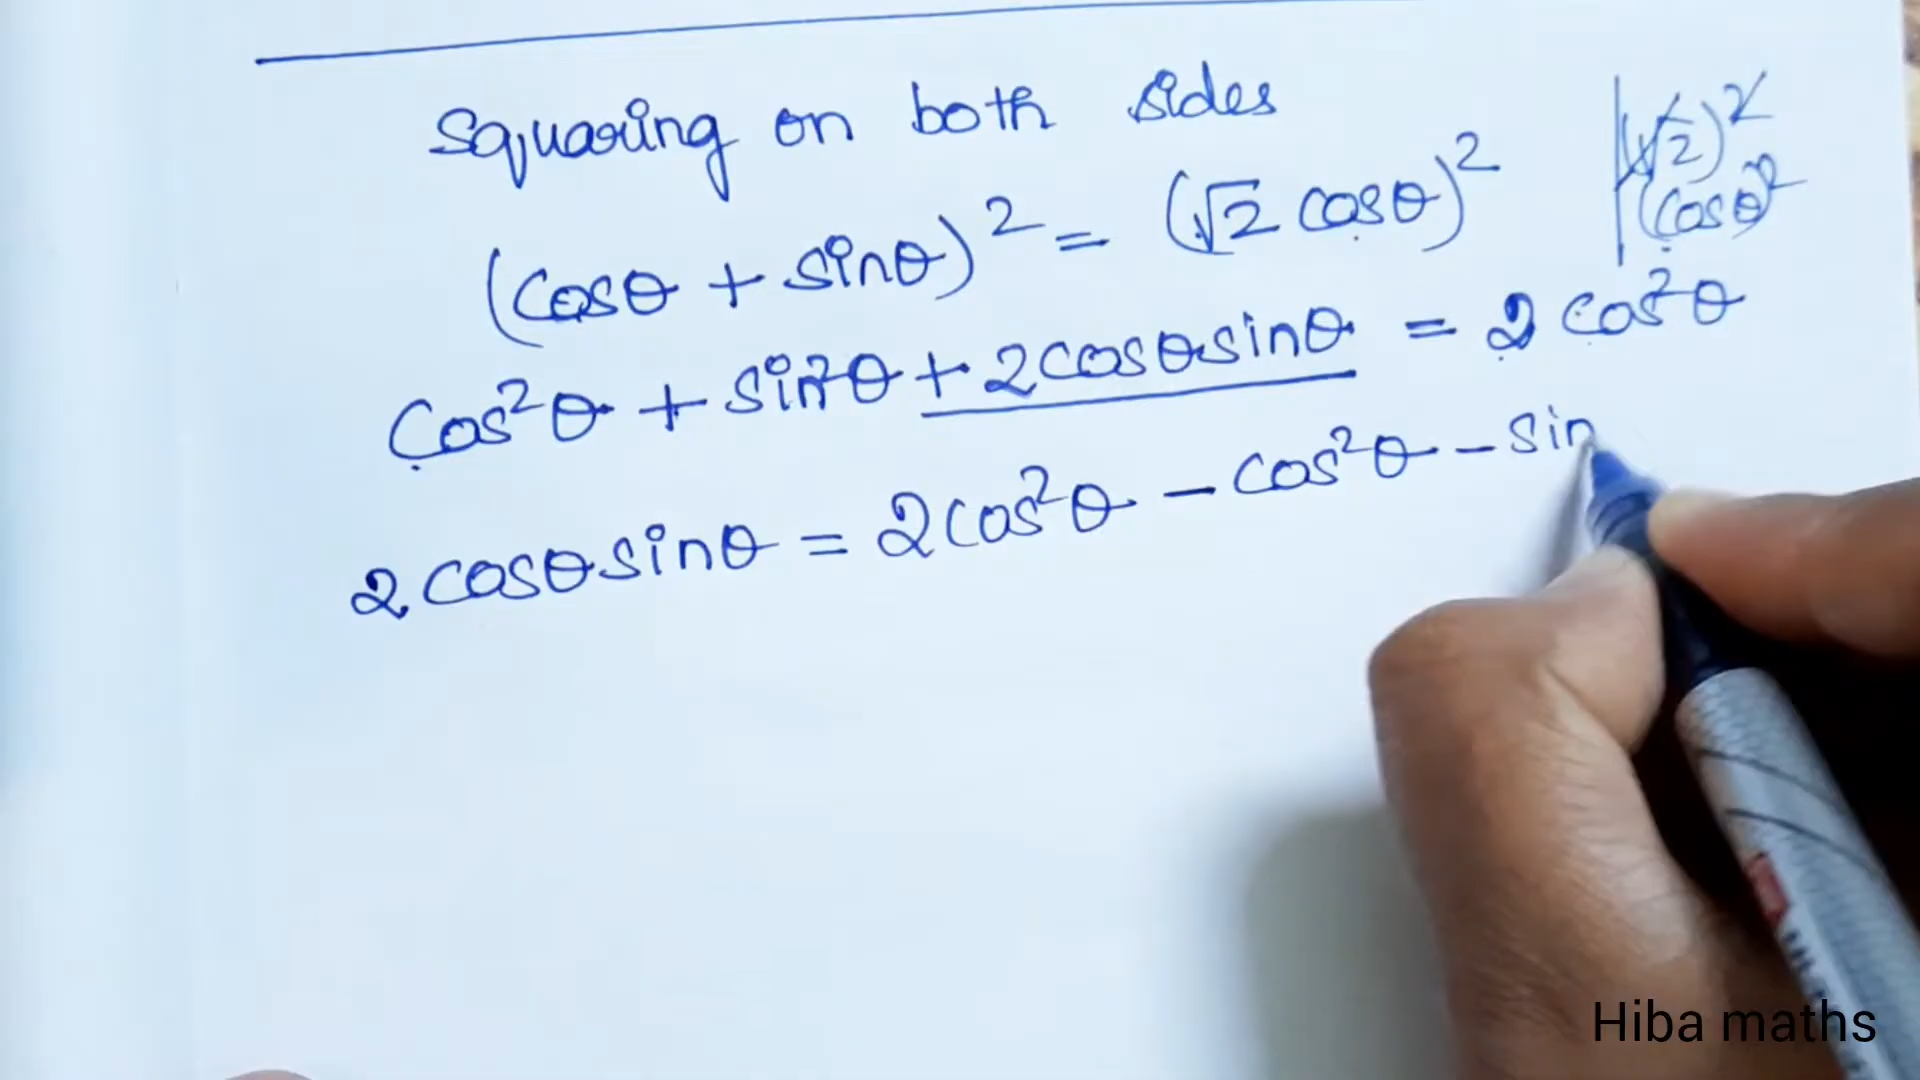 Squaring on both sides
(cosθ + sinθ)² = (√2 cosθ)²
(√2)²
(cosθ)²
cos²θ + sin²θ + 2cosθsinθ = 2cos²θ
2cosθsinθ = 2cos²θ - cos²θ - sin
Hiba maths